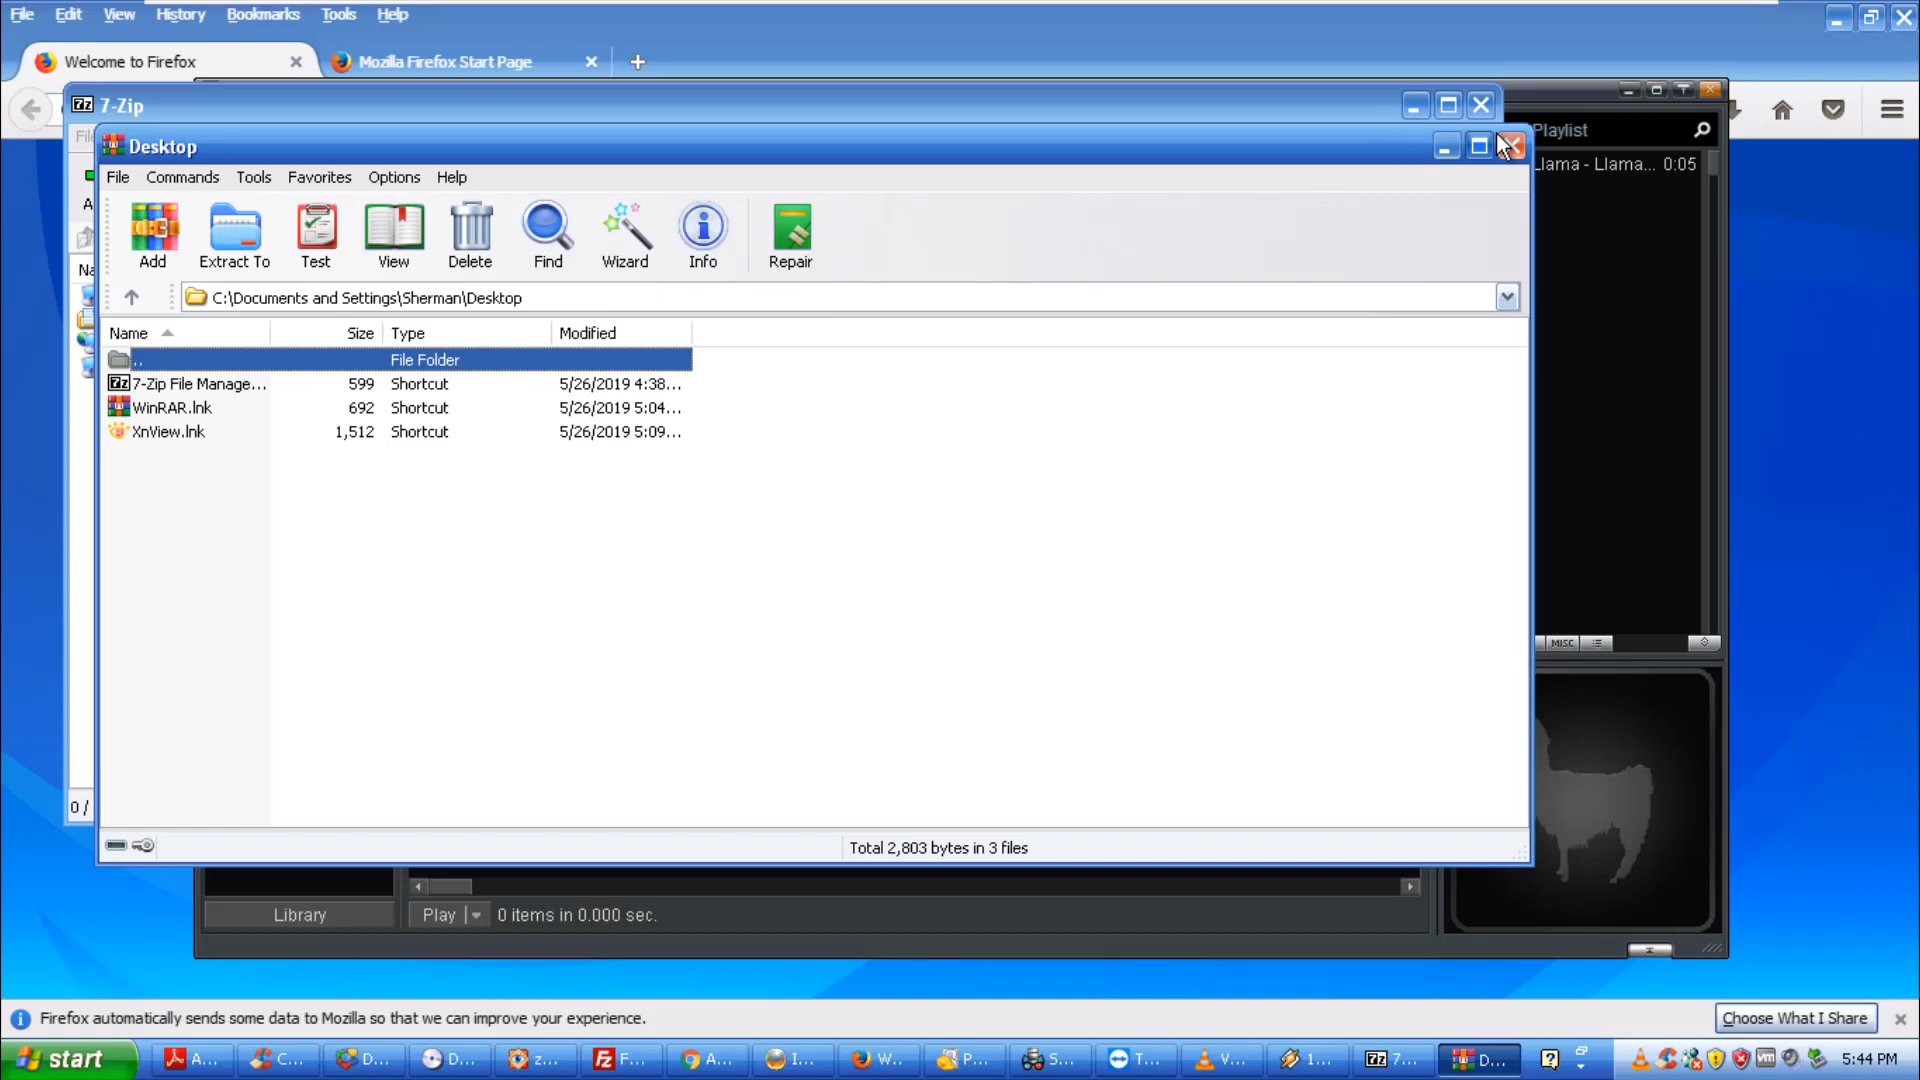 File Edit View History Bookmarks Tools Help
Welcome to Firefox
Mozilla Firefox Start Page
7-Zip
Playlist
Desktop
Llama - Llama... 0:05
File Commands Tools Favorites Options Help
Add Extract To Test View Delete Find Wizard Info Repair
C:\Documents and Settings\Sherman\Desktop
Name Size Type Modified
.. File Folder
7-Zip File Manage... 599 Shortcut 5/26/2019 4:38...
WinRAR.lnk 692 Shortcut 5/26/2019 5:04...
XnView.lnk 1,512 Shortcut 5/26/2019 5:09...
MISC
0 /
Total 2,803 bytes in 3 files
Library Play 0 items in 0.000 sec.
Firefox automatically sends some data to Mozilla so that we can improve your experience.
Choose What I Share
start A... C... D... D... z... F... A... I... W... P... S... T... V... 1... 7... D... 5:44 PM